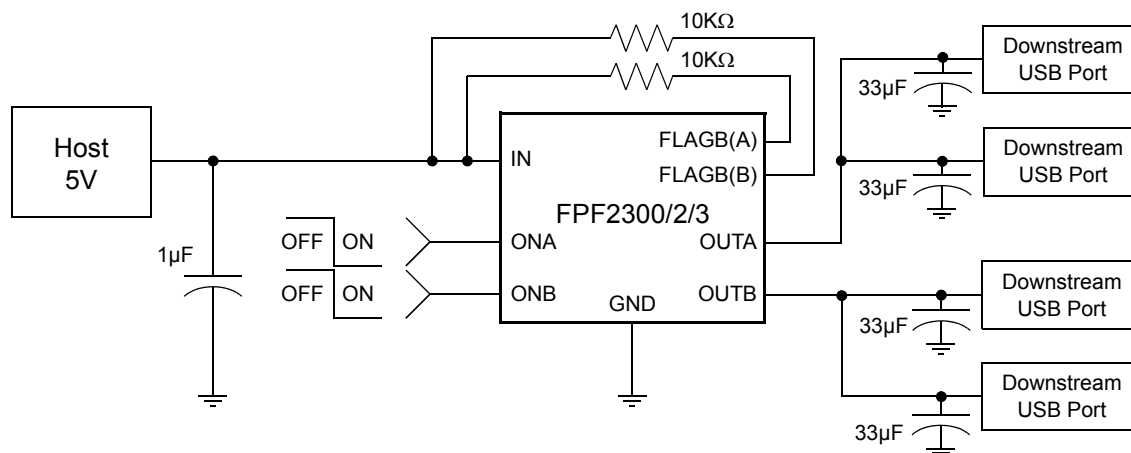 10KΩ
10KΩ
Downstream
USB Port
33µF
Host
5V
FLAGB(A)
IN
FLAGB(B)
Downstream
USB Port
33µF
FPF2300/2/3
OFF
ON
ONA
OUTA
1µF
OFF
ON
ONB
OUTB
GND
Downstream
USB Port
33µF
Downstream
USB Port
33µF